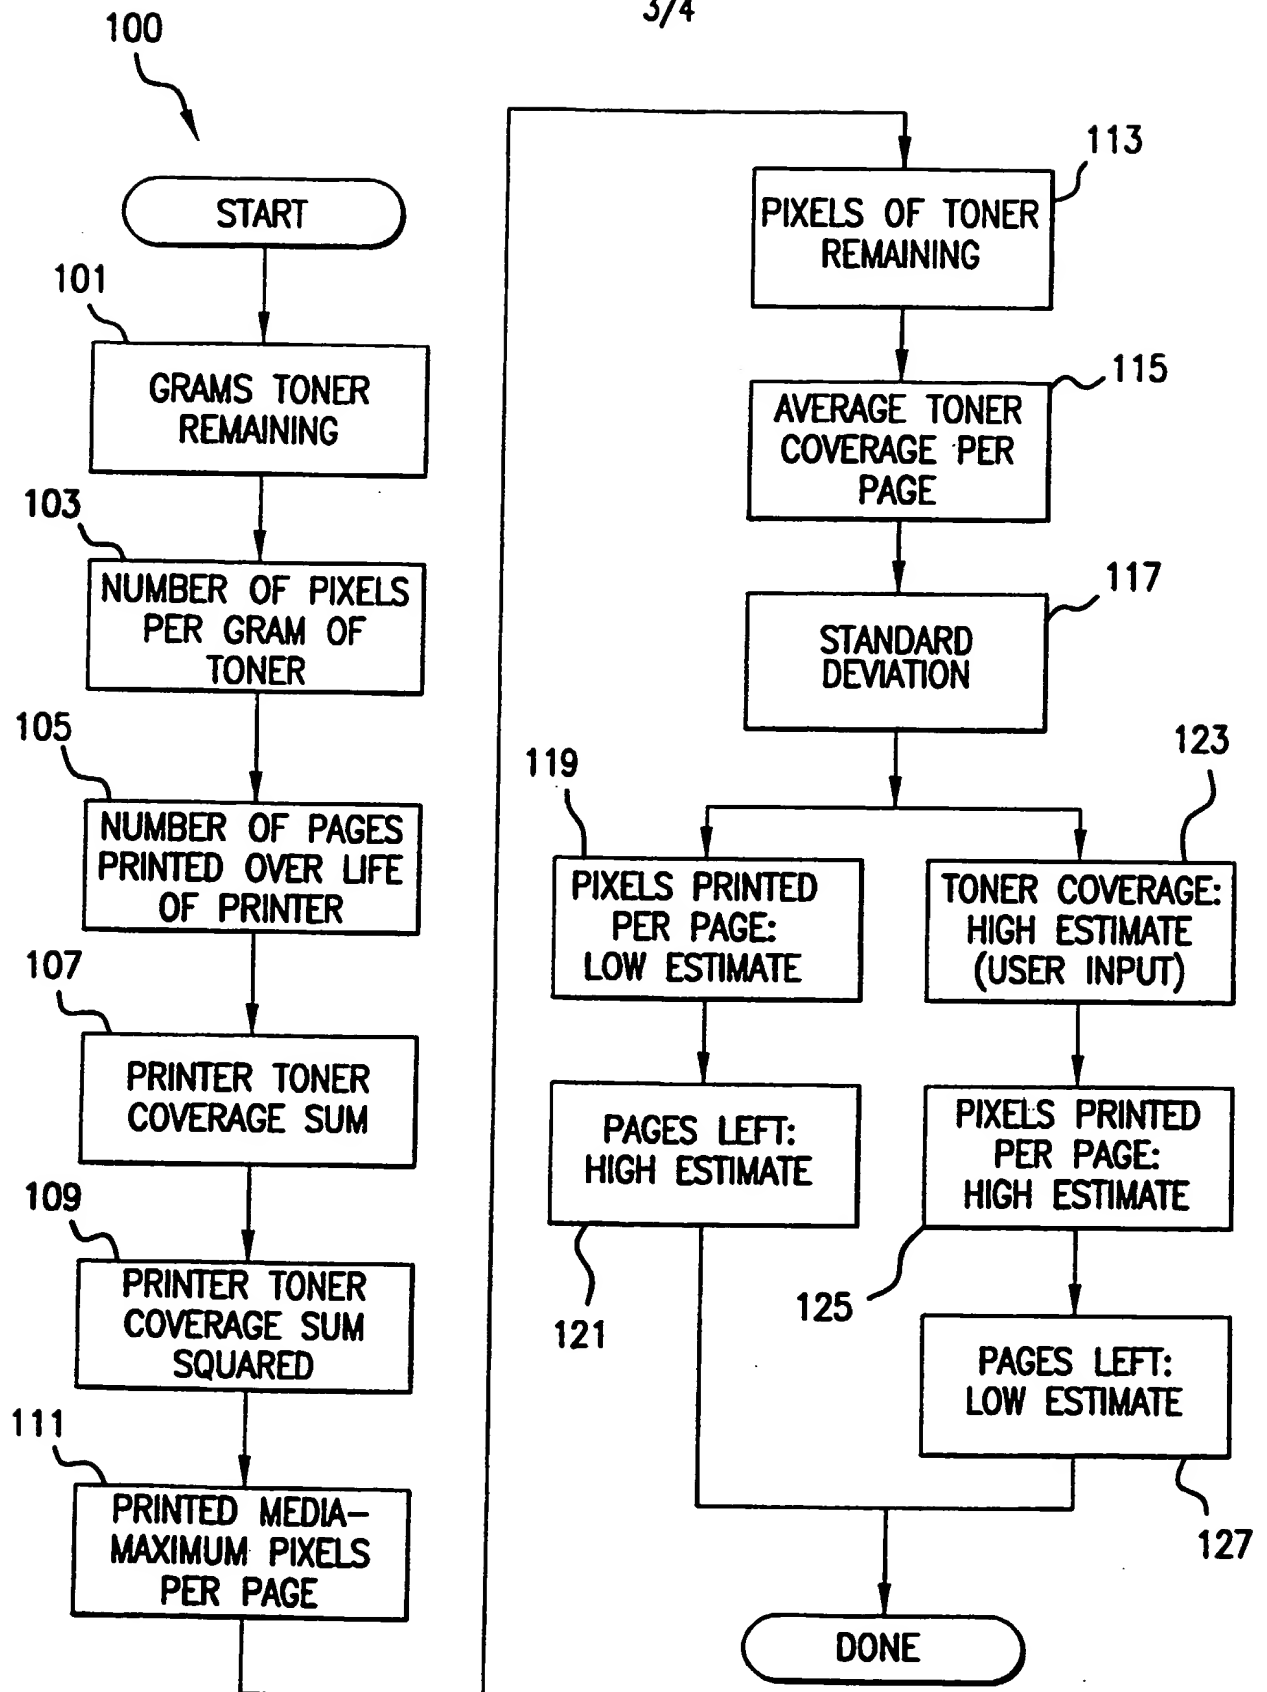 3/4
100
START
101
GRAMS TONER
REMAINING
103
NUMBER OF PIXELS
PER GRAM OF
TONER
105
NUMBER OF PAGES
PRINTED OVER LIFE
OF PRINTER
107
PRINTER TONER
COVERAGE SUM
109
PRINTER TONER
COVERAGE SUM
SQUARED
111
PRINTED MEDIA–
MAXIMUM PIXELS
PER PAGE
113
PIXELS OF TONER
REMAINING
115
AVERAGE TONER
COVERAGE PER
PAGE
117
STANDARD
DEVIATION
119
PIXELS PRINTED
PER PAGE:
LOW ESTIMATE
PAGES LEFT:
HIGH ESTIMATE
121
123
TONER COVERAGE:
HIGH ESTIMATE
(USER INPUT)
PIXELS PRINTED
PER PAGE:
HIGH ESTIMATE
125
PAGES LEFT:
LOW ESTIMATE
127
DONE